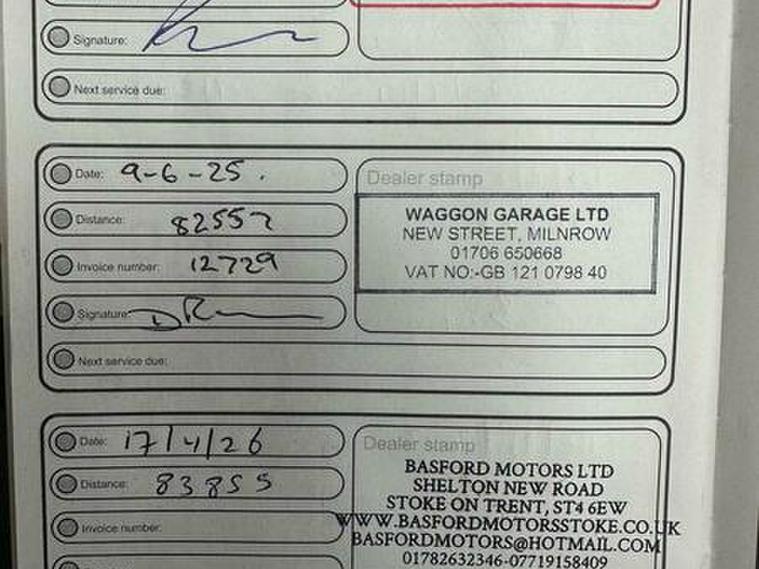 Signature:
Next service due:
Date: 9-6-25.
Dealer stamp
Distance: 82557
WAGGON GARAGE LTD
NEW STREET, MILNROW
01706 650668
VAT NO:-GB 121 0798 40
Invoice number: 12729
Signature: DR
Next service due:
Date: 17/4/26
Dealer stamp
Distance: 83855
BASFORD MOTORS LTD
SHELTON NEW ROAD
STOKE ON TRENT, ST4 6EW
Invoice number:
WWW.BASFORDMOTORSSTOKE.CO.UK
BASFORDMOTORS@HOTMAIL.COM
01782632346-07719158409